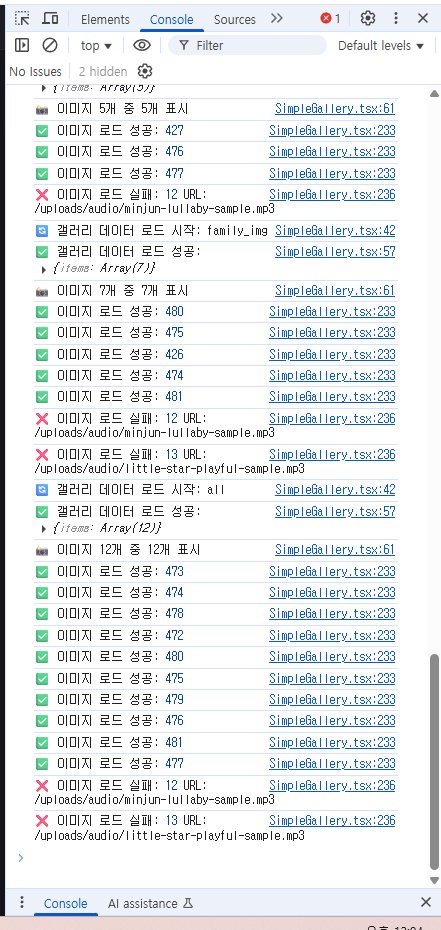 Elements Console Sources 1
top Filter Default levels
No Issues 2 hidden
{items: Array(5)}
이미지 5개 중 5개 표시 SimpleGallery.tsx:61
이미지 로드 성공: 427 SimpleGallery.tsx:233
이미지 로드 성공: 476 SimpleGallery.tsx:233
이미지 로드 성공: 477 SimpleGallery.tsx:233
이미지 로드 실패: 12 URL: SimpleGallery.tsx:236
/uploads/audio/minjun-lullaby-sample.mp3
갤러리 데이터 로드 시작: family_img SimpleGallery.tsx:42
갤러리 데이터 로드 성공: SimpleGallery.tsx:57
{items: Array(7)}
이미지 7개 중 7개 표시 SimpleGallery.tsx:61
이미지 로드 성공: 480 SimpleGallery.tsx:233
이미지 로드 성공: 475 SimpleGallery.tsx:233
이미지 로드 성공: 426 SimpleGallery.tsx:233
이미지 로드 성공: 474 SimpleGallery.tsx:233
이미지 로드 성공: 481 SimpleGallery.tsx:233
이미지 로드 실패: 12 URL: SimpleGallery.tsx:236
/uploads/audio/minjun-lullaby-sample.mp3
이미지 로드 실패: 13 URL: SimpleGallery.tsx:236
/uploads/audio/little-star-playful-sample.mp3
갤러리 데이터 로드 시작: all SimpleGallery.tsx:42
갤러리 데이터 로드 성공: SimpleGallery.tsx:57
{items: Array(12)}
이미지 12개 중 12개 표시 SimpleGallery.tsx:61
이미지 로드 성공: 473 SimpleGallery.tsx:233
이미지 로드 성공: 474 SimpleGallery.tsx:233
이미지 로드 성공: 478 SimpleGallery.tsx:233
이미지 로드 성공: 472 SimpleGallery.tsx:233
이미지 로드 성공: 480 SimpleGallery.tsx:233
이미지 로드 성공: 475 SimpleGallery.tsx:233
이미지 로드 성공: 479 SimpleGallery.tsx:233
이미지 로드 성공: 476 SimpleGallery.tsx:233
이미지 로드 성공: 481 SimpleGallery.tsx:233
이미지 로드 성공: 477 SimpleGallery.tsx:233
이미지 로드 실패: 12 URL: SimpleGallery.tsx:236
/uploads/audio/minjun-lullaby-sample.mp3
이미지 로드 실패: 13 URL: SimpleGallery.tsx:236
/uploads/audio/little-star-playful-sample.mp3
Console AI assistance